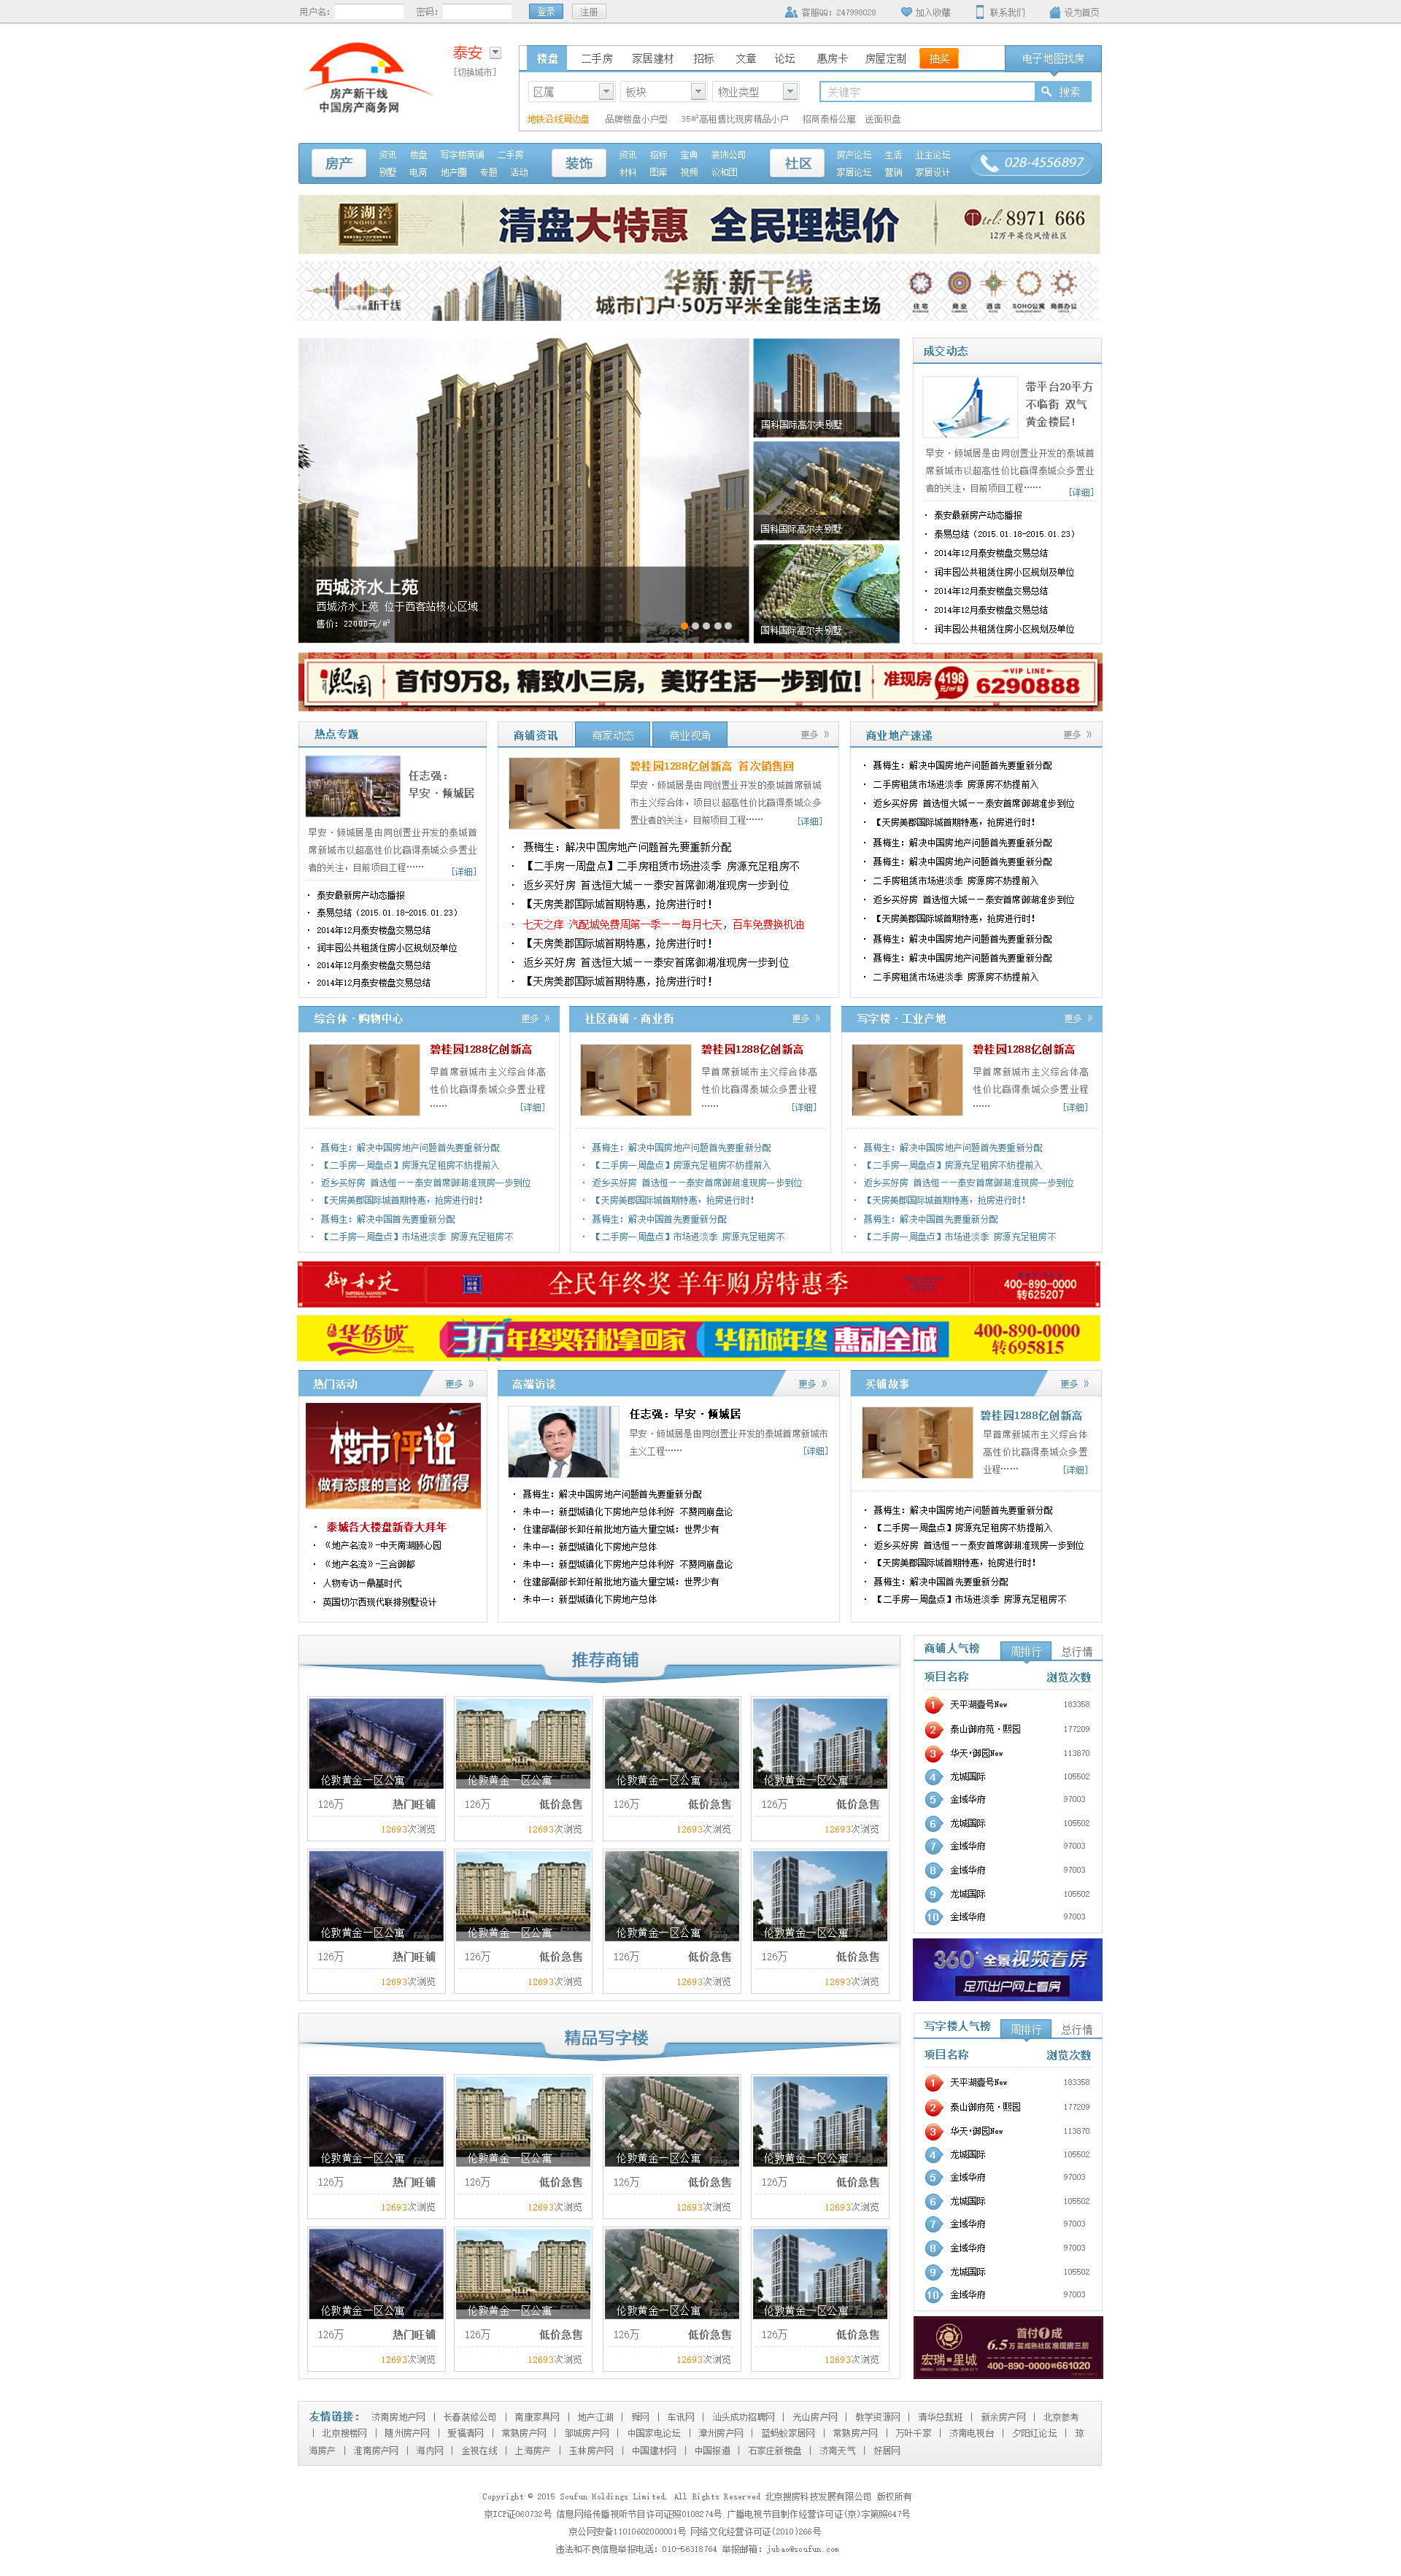 用户名:
密码:
登录
注册
客服QQ: 247998028
加入收藏
联系我们
设为首页
房产新干线
中国房产商务网
泰安
[切换城市]
楼盘 二手房 家居建材 招标 文章 论坛 惠房卡 房屋定制 抽奖 电子地图找房
区属 板块 物业类型 关键字 搜索
地铁沿线周边盘 品牌楼盘小户型 35㎡高租售比现房精品小户 招商泰格公寓 送面积盘
房产
资讯 楼盘 写字楼商铺 二手房
别墅 电商 地产圈 专题 活动
装饰
资讯 招标 宝典 装饰公司
材料 图库 视频 议和团
社区
房产论坛 生活 业主论坛
家居论坛 营销 家居设计
028-4556897
澎湖湾
PENGHU BAY
清盘大特惠 全民理想价
tel: 8971 666
12万平英伦风情社区
新干线
华新·新干线
城市门户·50万平米全能生活主场
住宅 商业 酒店 SOHO公寓 商务办公
西城济水上苑
西城济水上苑 位于西客站核心区域
售价: 22000元/㎡
国科国际高尔夫别墅
国科国际高尔夫别墅
国科国际高尔夫别墅
成交动态
带平台20平方
不临街 双气
黄金楼层!
早安·倾城居是由同创置业开发的泰城首
席新城市以超高性价比赢得泰城众多置业
者的关注, 目前项目工程…… [详细]
· 泰安最新房产动态播报
· 泰易总结（2015.01.18-2015.01.23）
· 2014年12月泰安楼盘交易总结
· 润丰园公共租赁住房小区规划及单位
· 2014年12月泰安楼盘交易总结
· 2014年12月泰安楼盘交易总结
· 润丰园公共租赁住房小区规划及单位
熙园
首付9万8, 精致小三房, 美好生活一步到位!
准现房 4198元/㎡起
VIP LINE
6290888
热点专题
任志强:
早安·倾城居
早安·倾城居是由同创置业开发的泰城首
席新城市以超高性价比赢得泰城众多置业
者的关注, 目前项目工程…… [详细]
· 泰安最新房产动态播报
· 泰易总结（2015.01.18-2015.01.23）
· 2014年12月泰安楼盘交易总结
· 润丰园公共租赁住房小区规划及单位
· 2014年12月泰安楼盘交易总结
· 2014年12月泰安楼盘交易总结
商铺资讯 商家动态 商业视角 更多 》
碧桂园1288亿创新高 首次销售回
早安·倾城居是由同创置业开发的泰城首席新城
市主义综合体, 项目以超高性价比赢得泰城众多
置业者的关注, 目前项目工程…… [详细]
· 聂梅生: 解决中国房地产问题首先要重新分配
· 【二手房一周盘点】二手房租赁市场进淡季 房源充足租房不
· 返乡买好房 首选恒大城——泰安首席御湖准现房一步到位
· 【天房美郡国际城首期特惠, 抢房进行时!
· 七天之痒 汽配城免费周第一季——每月七天, 百车免费换机油
· 【天房美郡国际城首期特惠, 抢房进行时!
· 返乡买好房 首选恒大城——泰安首席御湖准现房一步到位
· 【天房美郡国际城首期特惠, 抢房进行时!
商业地产速递 更多 》
· 聂梅生: 解决中国房地产问题首先要重新分配
· 二手房租赁市场进淡季 房源房不妨提前入
· 返乡买好房 首选恒大城——泰安首席御湖准步到位
· 【天房美郡国际城首期特惠, 抢房进行时!
· 聂梅生: 解决中国房地产问题首先要重新分配
· 聂梅生: 解决中国房地产问题首先要重新分配
· 二手房租赁市场进淡季 房源房不妨提前入
· 返乡买好房 首选恒大城——泰安首席御湖准步到位
· 【天房美郡国际城首期特惠, 抢房进行时!
· 聂梅生: 解决中国房地产问题首先要重新分配
· 聂梅生: 解决中国房地产问题首先要重新分配
· 二手房租赁市场进淡季 房源房不妨提前入
综合体·购物中心 更多 》
碧桂园1288亿创新高
早首席新城市主义综合体高
性价比赢得泰城众多置业程
…… [详细]
· 聂梅生: 解决中国房地产问题首先要重新分配
· 【二手房一周盘点】房源充足租房不妨提前入
· 返乡买好房 首选恒——泰安首席御湖准现房一步到位
· 【天房美郡国际城首期特惠, 抢房进行时!
· 聂梅生: 解决中国首先要重新分配
· 【二手房一周盘点】市场进淡季 房源充足租房不
社区商铺·商业街 更多 》
碧桂园1288亿创新高
早首席新城市主义综合体高
性价比赢得泰城众多置业程
…… [详细]
· 聂梅生: 解决中国房地产问题首先要重新分配
· 【二手房一周盘点】房源充足租房不妨提前入
· 返乡买好房 首选恒——泰安首席御湖准现房一步到位
· 【天房美郡国际城首期特惠, 抢房进行时!
· 聂梅生: 解决中国首先要重新分配
· 【二手房一周盘点】市场进淡季 房源充足租房不
写字楼·工业产地 更多 》
碧桂园1288亿创新高
早首席新城市主义综合体高
性价比赢得泰城众多置业程
…… [详细]
· 聂梅生: 解决中国房地产问题首先要重新分配
· 【二手房一周盘点】房源充足租房不妨提前入
· 返乡买好房 首选恒——泰安首席御湖准现房一步到位
· 【天房美郡国际城首期特惠, 抢房进行时!
· 聂梅生: 解决中国首先要重新分配
· 【二手房一周盘点】市场进淡季 房源充足租房不
御和苑
IMPERIAL MANSION
全民年终奖 羊年购房特惠季
400-890-0000
转625207
华侨城
3万年终奖轻松拿回家 华侨城年终惠动全城
400-890-0000
转695815
热门活动 更多 》
楼市评说
做有态度的言论 你懂得
· 泰城各大楼盘新春大拜年
· 《地产名流》-中天南湖颐心园
· 《地产名流》-三合御都
· 人物专访—鼎基时代
· 英国切尔西现代联排别墅设计
高端访谈 更多 》
任志强: 早安·倾城居
早安·倾城居是由同创置业开发的泰城首席新城市
主义工程…… [详细]
· 聂梅生: 解决中国房地产问题首先要重新分配
· 朱中一: 新型城镇化下房地产总体利好 不赞同崩盘论
· 住建部副部长卸任前批地方造大量空城: 世界少有
· 朱中一: 新型城镇化下房地产总体
· 朱中一: 新型城镇化下房地产总体利好 不赞同崩盘论
· 住建部副部长卸任前批地方造大量空城: 世界少有
· 朱中一: 新型城镇化下房地产总体
买铺故事 更多 》
碧桂园1288亿创新高
早首席新城市主义综合体
高性价比赢得泰城众多置
业程…… [详细]
· 聂梅生: 解决中国房地产问题首先要重新分配
· 【二手房一周盘点】房源充足租房不妨提前入
· 返乡买好房 首选恒——泰安首席御湖准现房一步到位
· 【天房美郡国际城首期特惠, 抢房进行时!
· 聂梅生: 解决中国首先要重新分配
· 【二手房一周盘点】市场进淡季 房源充足租房不
推荐商铺
伦敦黄金一区公寓 伦敦黄金一区公寓 伦敦黄金一区公寓 伦敦黄金一区公寓
126万 热门旺铺 126万 低价急售 126万 低价急售 126万 低价急售
12693次浏览 12693次浏览 12693次浏览 12693次浏览
伦敦黄金一区公寓 伦敦黄金一区公寓 伦敦黄金一区公寓 伦敦黄金一区公寓
126万 热门旺铺 126万 低价急售 126万 低价急售 126万 低价急售
12693次浏览 12693次浏览 12693次浏览 12693次浏览
商铺人气榜 周排行 总行情
项目名称 浏览次数
1 天平湖壹号New 183358
2 泰山御府苑·熙园 177209
3 华天·御园New 113870
4 龙城国际 105502
5 金域华府 97003
6 龙城国际 105502
7 金域华府 97003
8 金域华府 97003
9 龙城国际 105502
10 金域华府 97003
360°全景视频看房
足不出户网上看房
精品写字楼
伦敦黄金一区公寓 伦敦黄金一区公寓 伦敦黄金一区公寓 伦敦黄金一区公寓
126万 热门旺铺 126万 低价急售 126万 低价急售 126万 低价急售
12693次浏览 12693次浏览 12693次浏览 12693次浏览
伦敦黄金一区公寓 伦敦黄金一区公寓 伦敦黄金一区公寓 伦敦黄金一区公寓
126万 热门旺铺 126万 低价急售 126万 低价急售 126万 低价急售
12693次浏览 12693次浏览 12693次浏览 12693次浏览
写字楼人气榜 周排行 总行情
项目名称 浏览次数
1 天平湖壹号New 183358
2 泰山御府苑·熙园 177209
3 华天·御园New 113870
4 龙城国际 105502
5 金域华府 97003
6 龙城国际 105502
7 金域华府 97003
8 金域华府 97003
9 龙城国际 105502
10 金域华府 97003
宏瑞·星城
首付1成
6.5万 买成熟社区准现房三居
400-890-0000转661020
友情链接: 济南房地产网 | 长春装修公司 | 南康家具网 | 地产江湖 | 舜网 | 车讯网 | 汕头成功招聘网 | 光山房产网 | 教学资源网 | 清华总裁班 | 新余房产网 | 北京参考
| 北京搜楼网 | 随州房产网 | 爱福清网 | 常熟房产网 | 邹城房产网 | 中国家电论坛 | 漳州房产网 | 蓝蚂蚁家居网 | 常熟房产网 | 万叶千家 | 济南电视台 | 夕阳红论坛 | 琼
海房产 | 淮南房产网 | 海内网 | 金视在线 | 上海房产 | 玉林房产网 | 中国建材网 | 中国报道 | 石家庄新楼盘 | 济南天气 | 好居网
Copyright © 2015 Soufun Holdings Limited, All Rights Reserved 北京搜房科技发展有限公司 版权所有
京ICP证060732号 信息网络传播视听节目许可证照0108274号 广播电视节目制作经营许可证(京)字第照647号
京公网安备11010602000001号 网络文化经营许可证(2010)266号
违法和不良信息举报电话: 010-56318764 举报邮箱: jubao@soufun.com